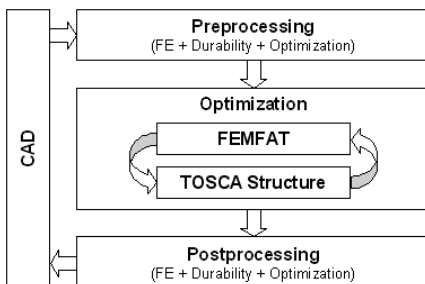 CAD
Preprocessing
(FE + Durability + Optimization)
Optimization
FEMFAT
TOSCA Structure
Postprocessing
(FE + Durability + Optimization)